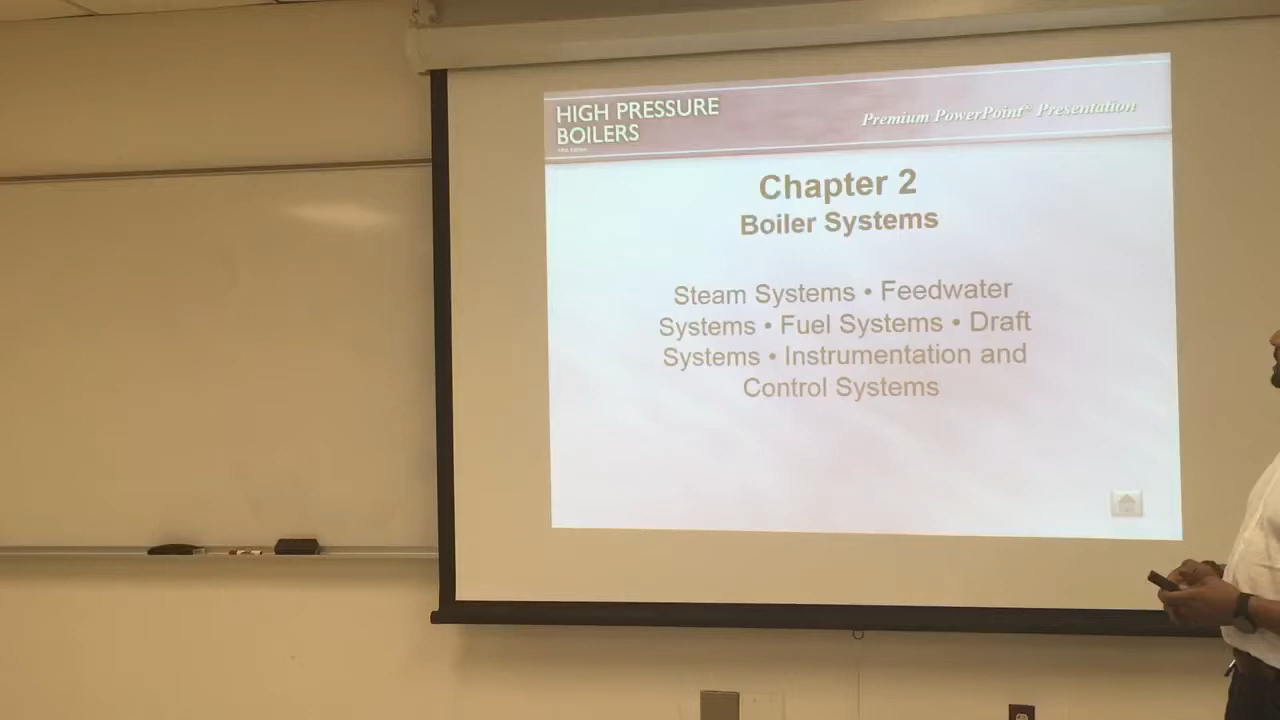 HIGH PRESSURE
BOILERS
Premium PowerPoint® Presentation
Chapter 2
Boiler Systems
Steam Systems • Feedwater
Systems • Fuel Systems • Draft
Systems • Instrumentation and
Control Systems